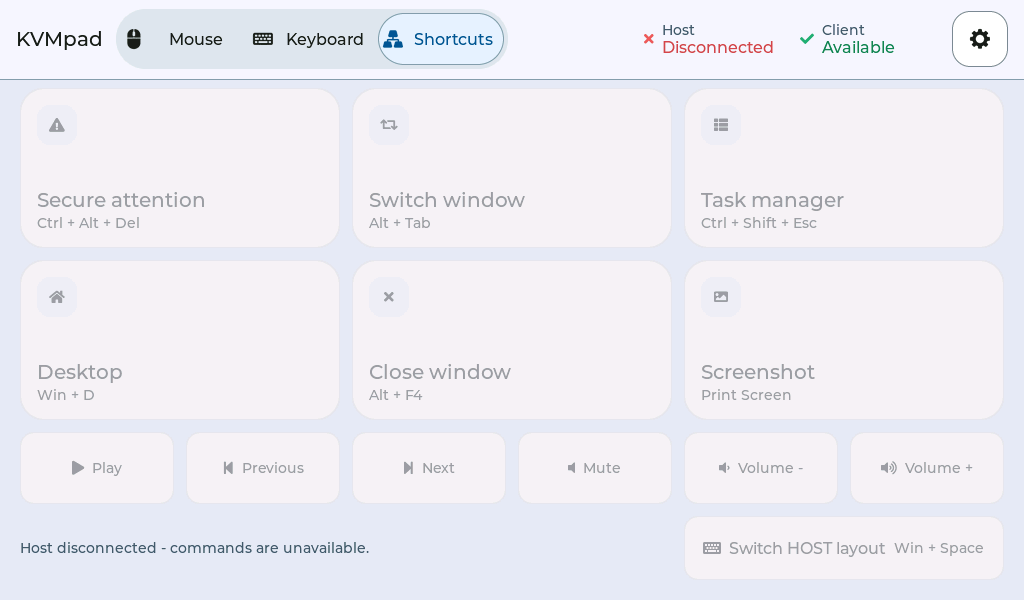 KVMpad
Mouse
Keyboard
Shortcuts
Host
Disconnected
Client
Available
Secure attention
Ctrl + Alt + Del
Switch window
Alt + Tab
Task manager
Ctrl + Shift + Esc
Desktop
Win + D
Close window
Alt + F4
Screenshot
Print Screen
Play
Previous
Next
Mute
Volume -
Volume +
Host disconnected - commands are unavailable.
Switch HOST layout Win + Space